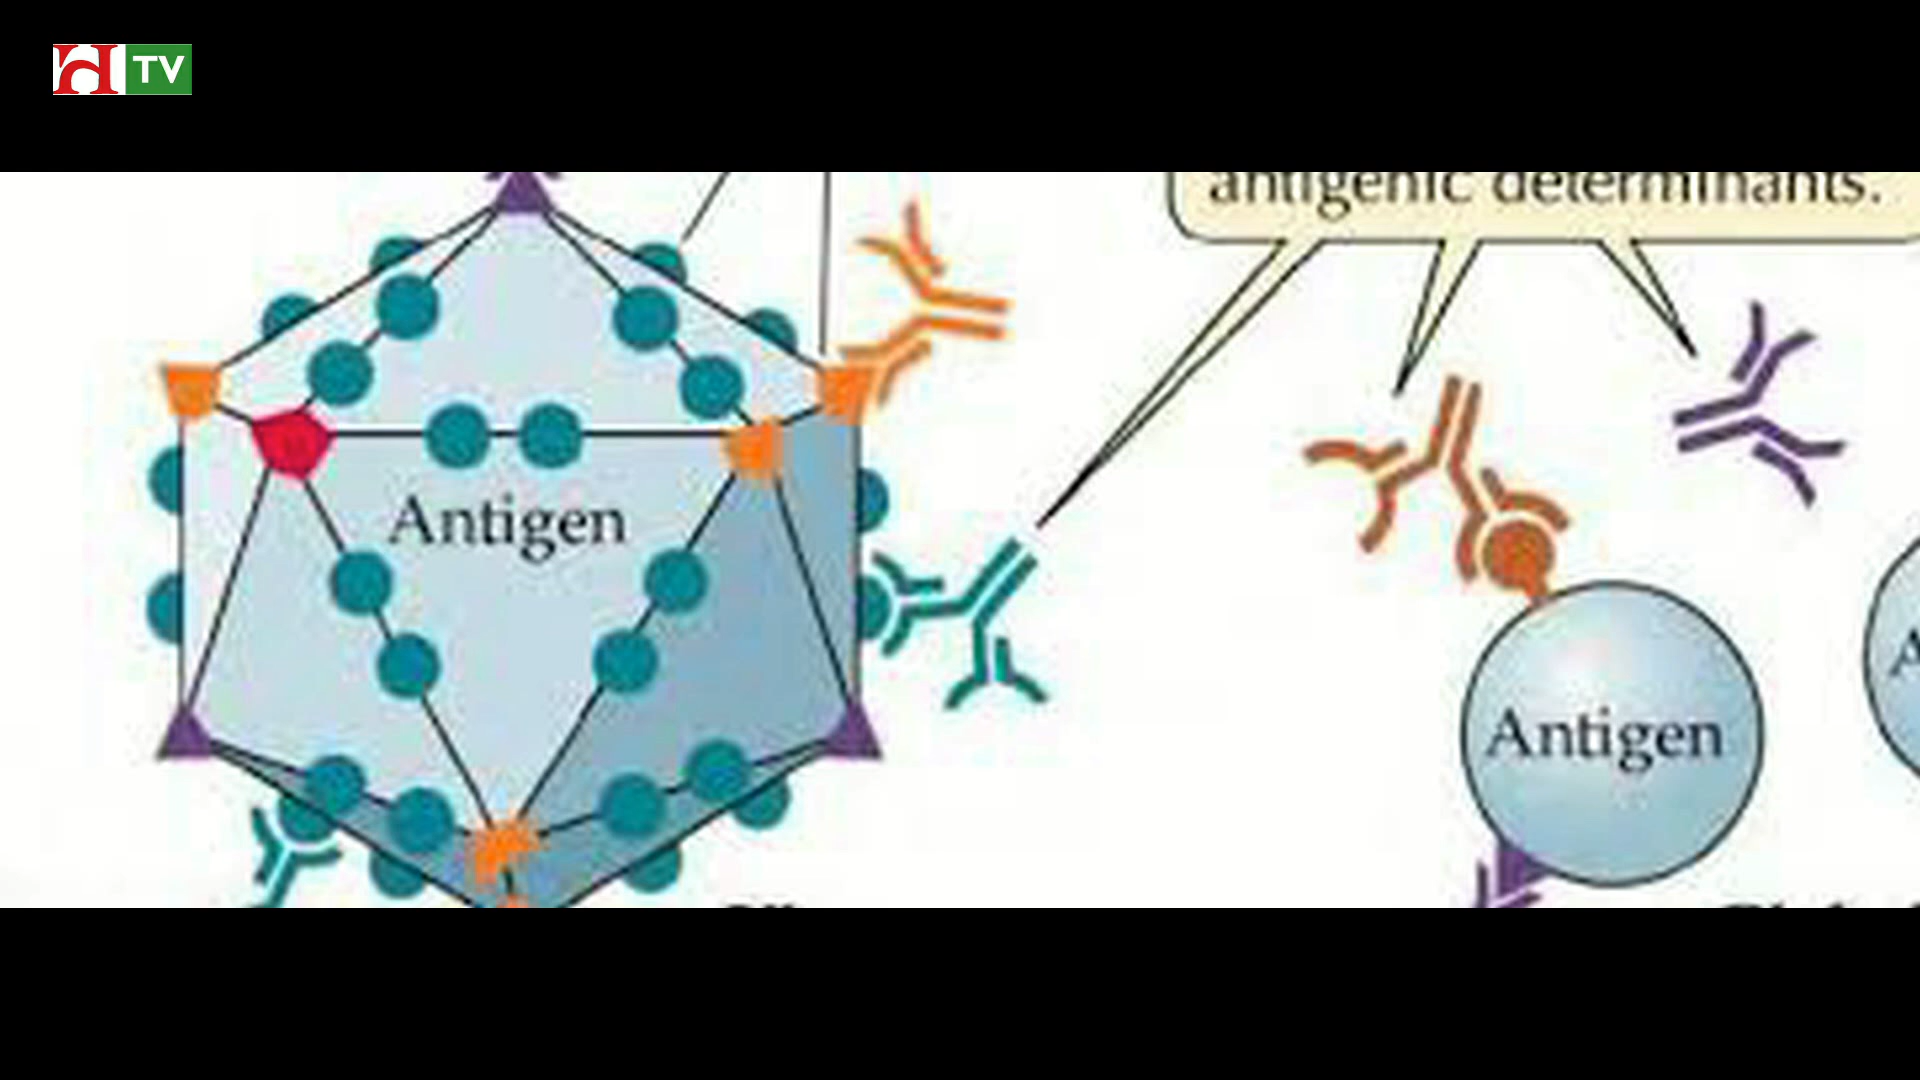 TV
antigenic determinants.
Antigen
Antigen